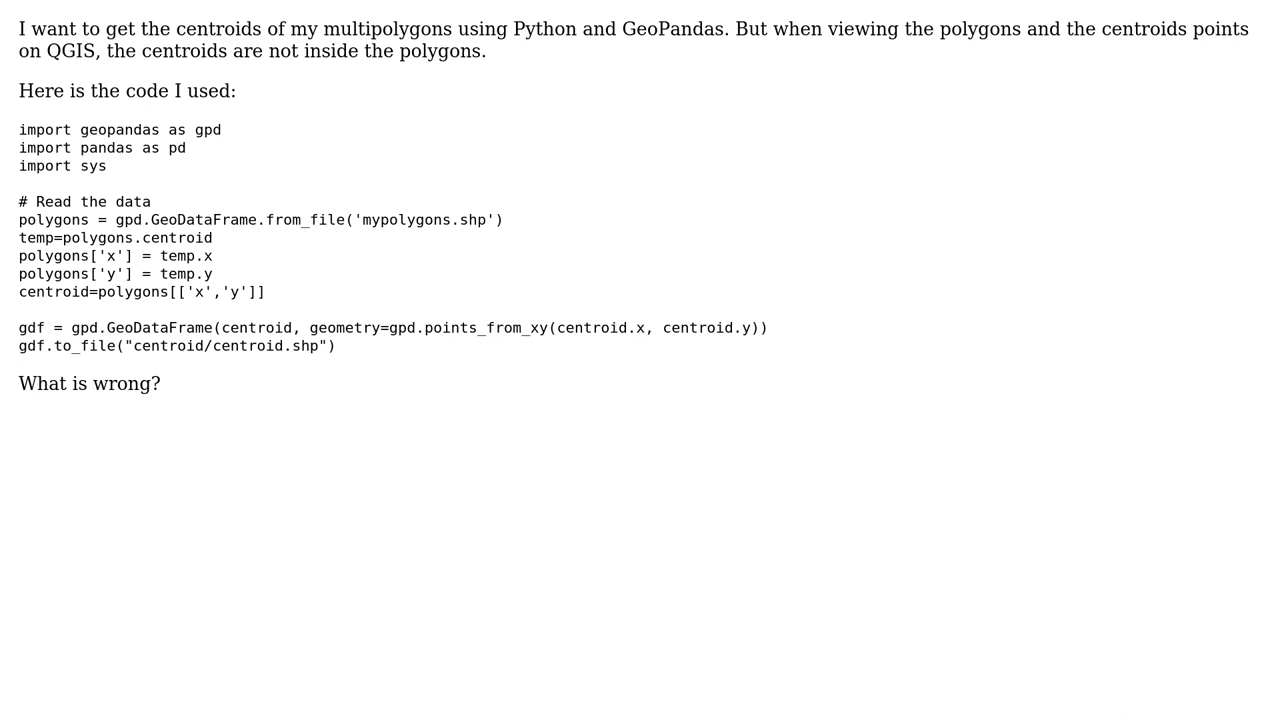 I want to get the centroids of my multipolygons using Python and GeoPandas. But when viewing the polygons and the centroids points
on QGIS, the centroids are not inside the polygons.
Here is the code I used:
import geopandas as gpd
import pandas as pd
import sys
# Read the data
polygons = gpd.GeoDataFrame.from_file('mypolygons.shp')
temp=polygons.centroid
polygons['x'] = temp.x
polygons['y'] = temp.y
centroid=polygons[['x','y']]
gdf = gpd.GeoDataFrame(centroid, geometry=gpd.points_from_xy(centroid.x, centroid.y))
gdf.to_file("centroid/centroid.shp")
What is wrong?